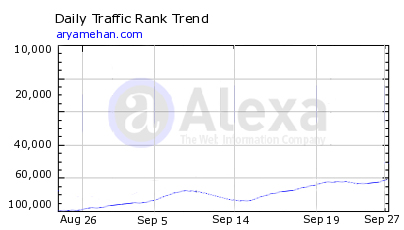 Daily Traffic Rank Trend
aryamehan.com
10,000
20,000
30,000
60,000
100,000
Alexa
The Web Information Company
Aug 26
Sep 5
Sep 14
Sep 19
Sep 27